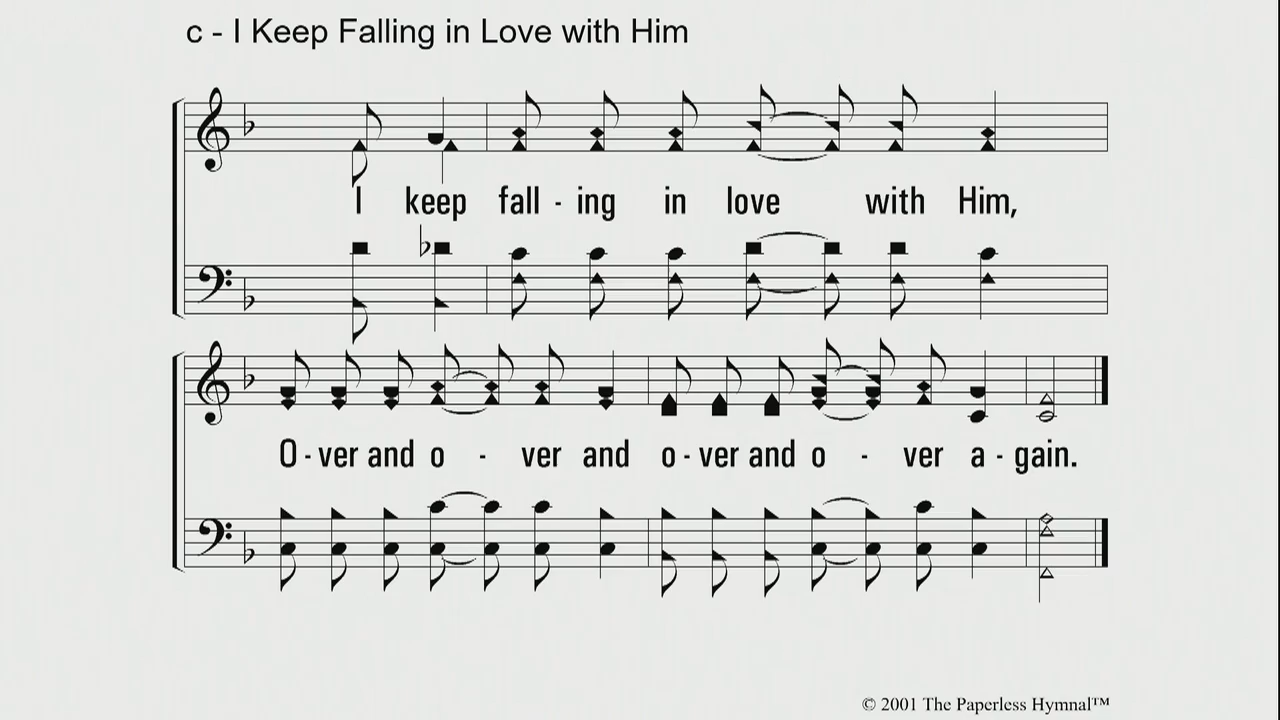 c - I Keep Falling in Love with Him
I keep fall - ing in love with Him,
O - ver and o - ver and o - ver and o - ver a - gain.
© 2001 The Paperless Hymnal™